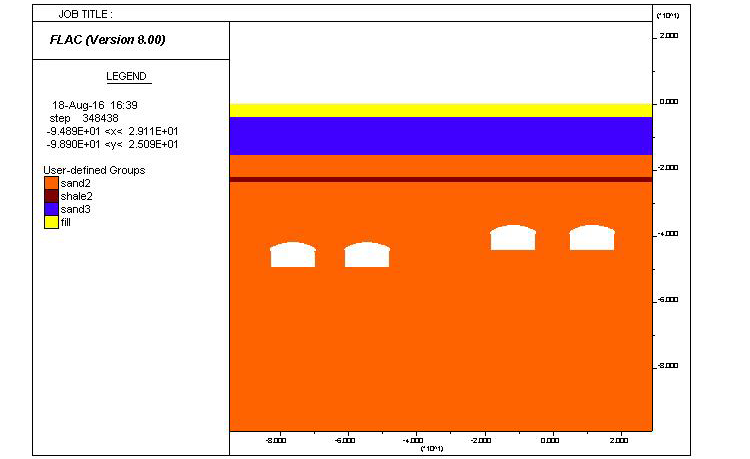 JOB TITLE :
FLAC (Version 8.00)
LEGEND
18-Aug-16 16:39
step 348438
-9.489E+01 <x< 2.911E+01
-9.890E+01 <y< 2.509E+01
User-defined Groups
sand2
shale2
sand3
fill
(*10^1)
2.000
0.000
-2.000
-4.000
-6.000
-8.000
-8.000 -6.000 -4.000 -2.000 0.000 2.000
(*10^1)